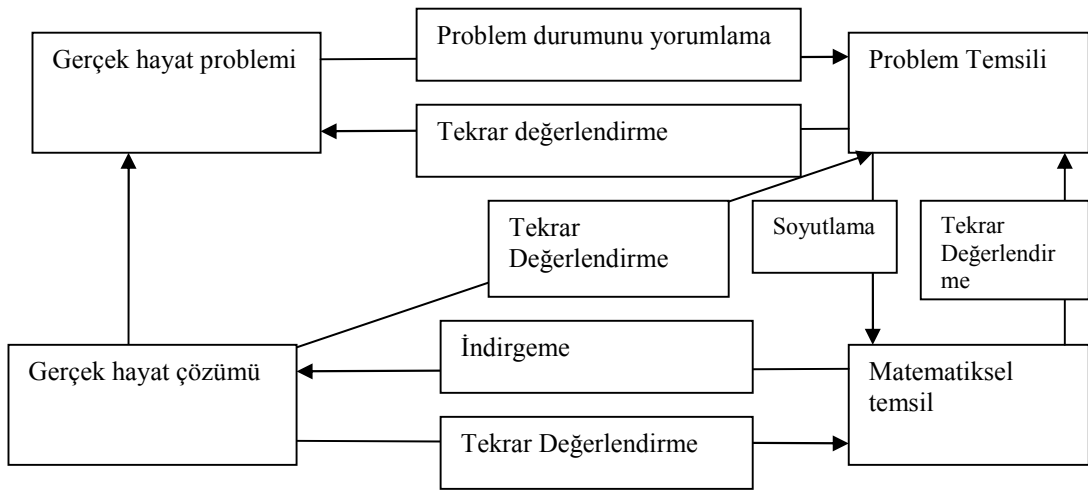 Problem durumunu yorumlama
Gerçek hayat problemi
Problem Temsili
Tekrar değerlendirme
Tekrar
Değerlendirme
Soyutlama
Tekrar
Değerlendir
me
İndirgeme
Gerçek hayat çözümü
Matematiksel
temsil
Tekrar Değerlendirme